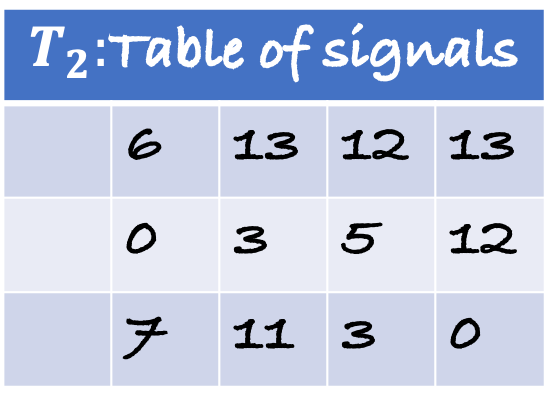 T₂:Table of signals
6 13 12 13
0 3 5 12
7 11 3 0